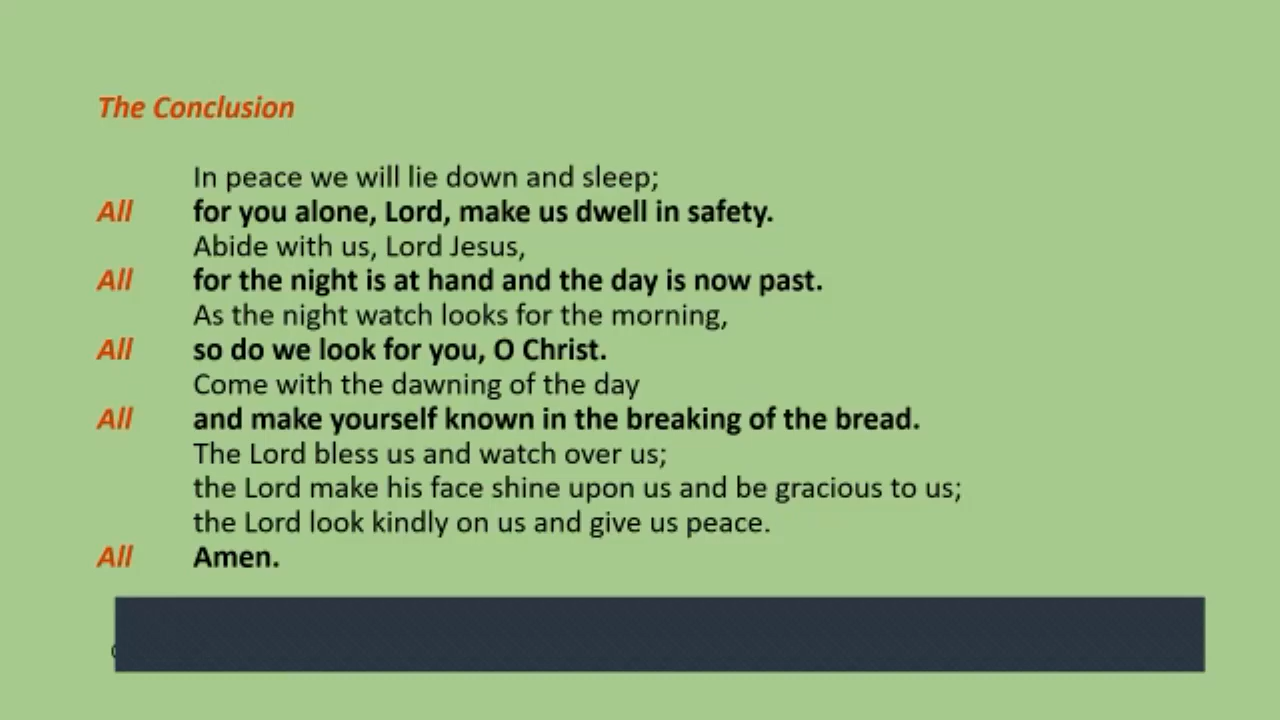 The Conclusion
In peace we will lie down and sleep;
All for you alone, Lord, make us dwell in safety.
Abide with us, Lord Jesus,
All for the night is at hand and the day is now past.
As the night watch looks for the morning,
All so do we look for you, O Christ.
Come with the dawning of the day
All and make yourself known in the breaking of the bread.
The Lord bless us and watch over us;
the Lord make his face shine upon us and be gracious to us;
the Lord look kindly on us and give us peace.
All Amen.